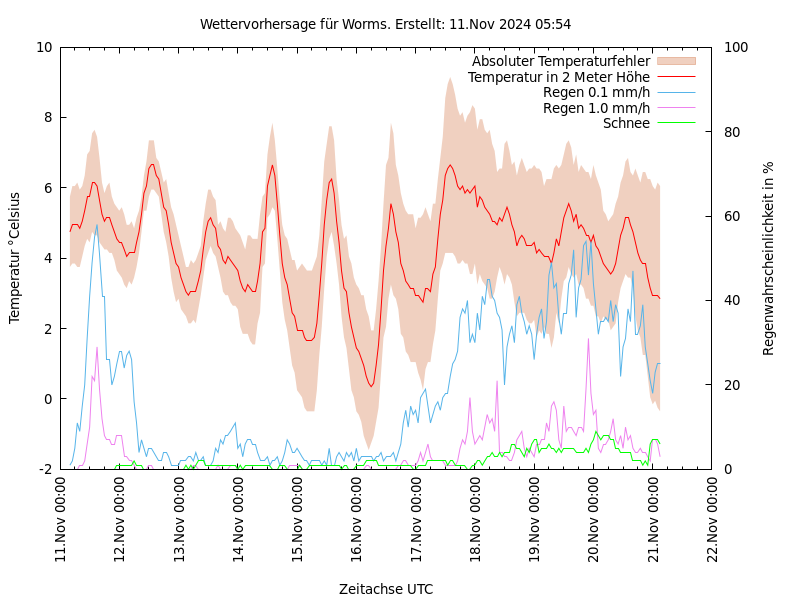 Wettervorhersage für Worms. Erstellt: 11.Nov 2024 05:54
Absoluter Temperaturfehler
Temperatur in 2 Meter Höhe
Regen 0.1 mm/h
Regen 1.0 mm/h
Schnee
Temperatur °Celsius
10
8
6
4
2
0
-2
Regenwahrscheinlichkeit in %
100
80
60
40
20
0
11.Nov 00:00
12.Nov 00:00
13.Nov 00:00
14.Nov 00:00
15.Nov 00:00
16.Nov 00:00
17.Nov 00:00
18.Nov 00:00
19.Nov 00:00
20.Nov 00:00
21.Nov 00:00
22.Nov 00:00
Zeitachse UTC